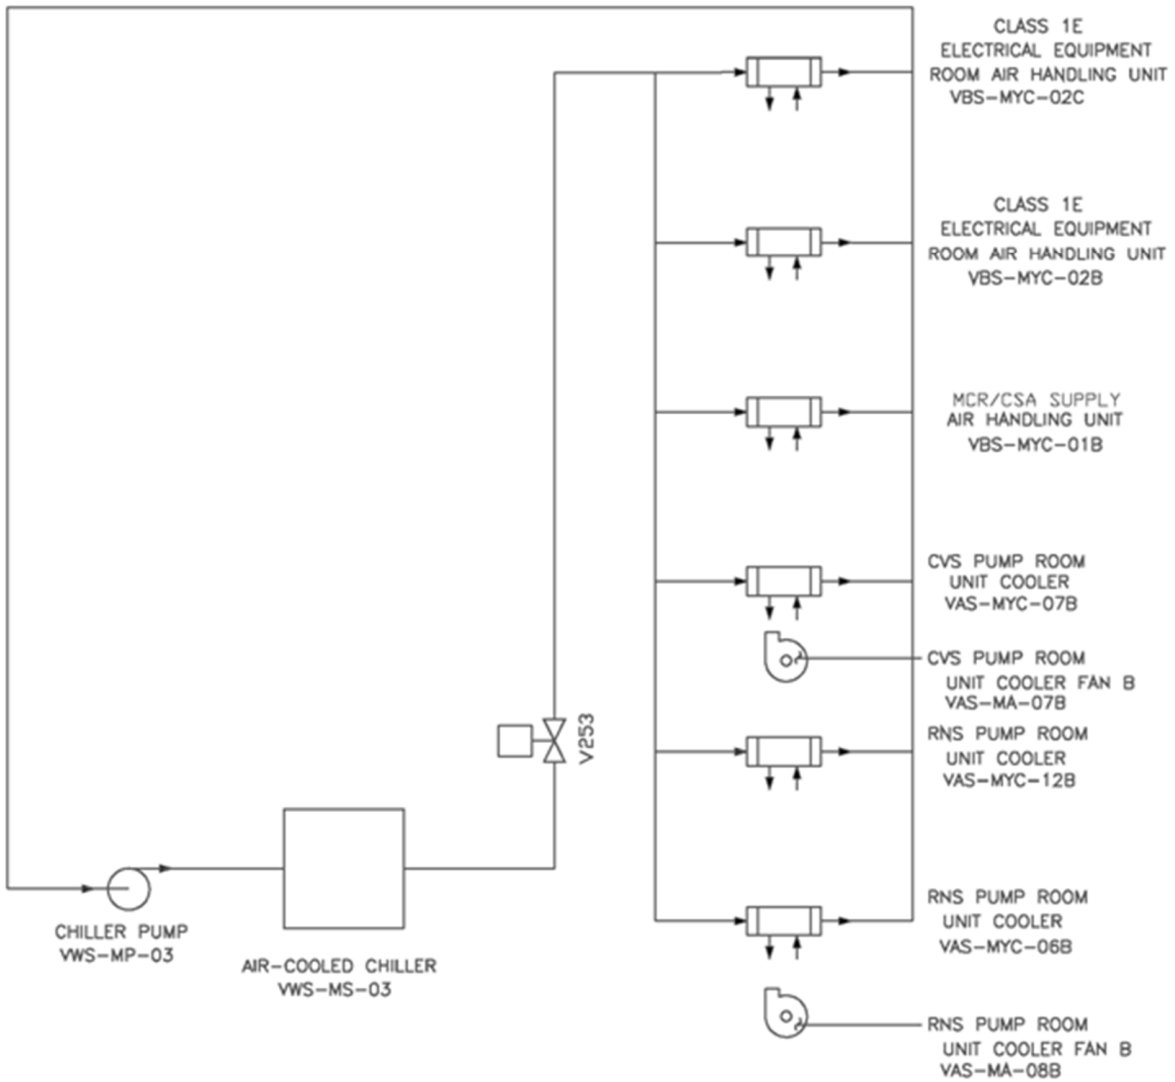 CLASS 1E
ELECTRICAL EQUIPMENT
ROOM AIR HANDLING UNIT
VBS-MYC-02C
CLASS 1E
ELECTRICAL EQUIPMENT
ROOM AIR HANDLING UNIT
VBS-MYC-02B
MCR/CSA SUPPLY
AIR HANDLING UNIT
VBS-MYC-01B
CVS PUMP ROOM
UNIT COOLER
VAS-MYC-07B
CVS PUMP ROOM
UNIT COOLER FAN B
VAS-MA-07B
V253
RNS PUMP ROOM
UNIT COOLER
VAS-MYC-12B
RNS PUMP ROOM
UNIT COOLER
VAS-MYC-06B
CHILLER PUMP
VWS-MP-03
AIR-COOLED CHILLER
VWS-MS-03
RNS PUMP ROOM
UNIT COOLER FAN B
VAS-MA-08B